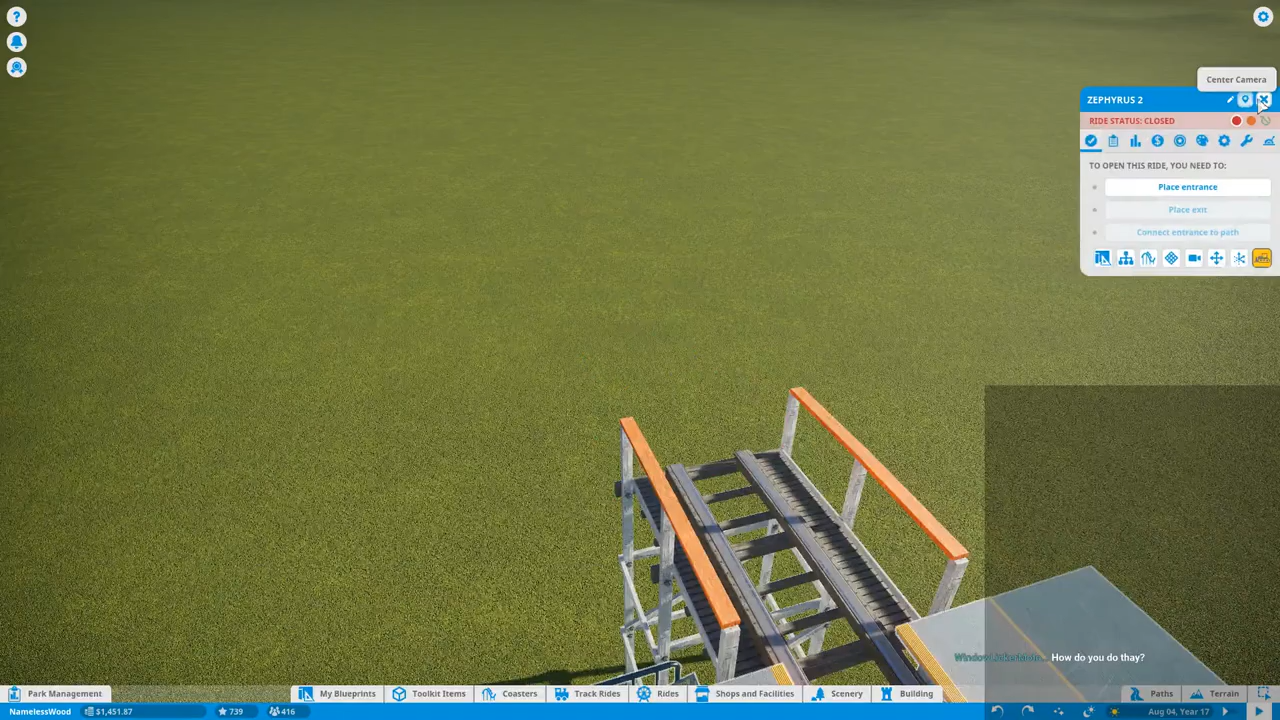 Center Camera
ZEPHYRUS 2
RIDE STATUS: CLOSED
TO OPEN THIS RIDE, YOU NEED TO:
Place entrance
Place exit
Connect entrance to path
How do you do thay?
Park Management
My Blueprints
Toolkit Items
Coasters
Track Rides
Rides
Shops and Facilities
Scenery
Building
Paths
Terrain
NamelessWood
$1,451.87
739
416
Aug 04, Year 17